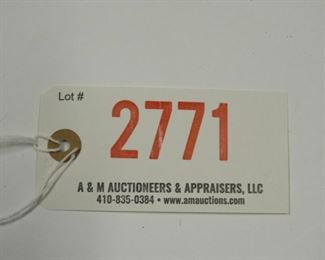 Lot #
2771
A & M AUCTIONEERS & APPRAISERS, LLC
410-835-0384 • www.amauctions.com